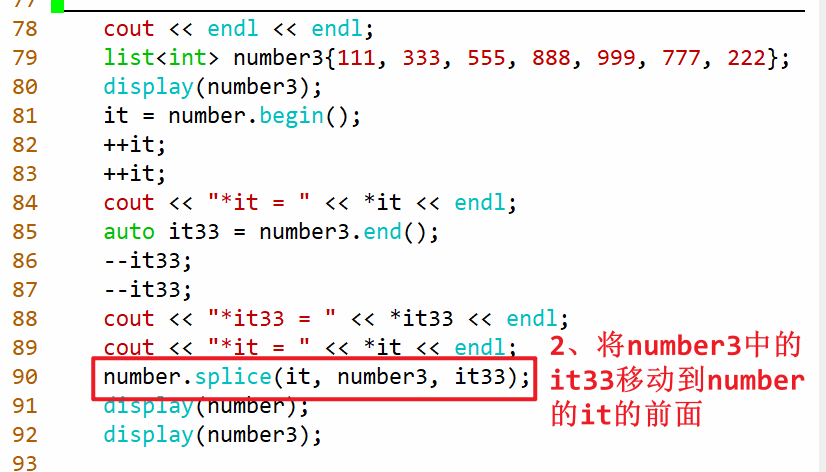 77
78 cout << endl << endl;
79 list<int> number3{111, 333, 555, 888, 999, 777, 222};
80 display(number3);
81 it = number.begin();
82 ++it;
83 ++it;
84 cout << "*it = " << *it << endl;
85 auto it33 = number3.end();
86 --it33;
87 --it33;
88 cout << "*it33 = " << *it33 << endl;
89 cout << "*it = " << *it << endl;
90 number.splice(it, number3, it33);
91 display(number);
92 display(number3);
93
2、将number3中的
it33移动到number
的it的前面